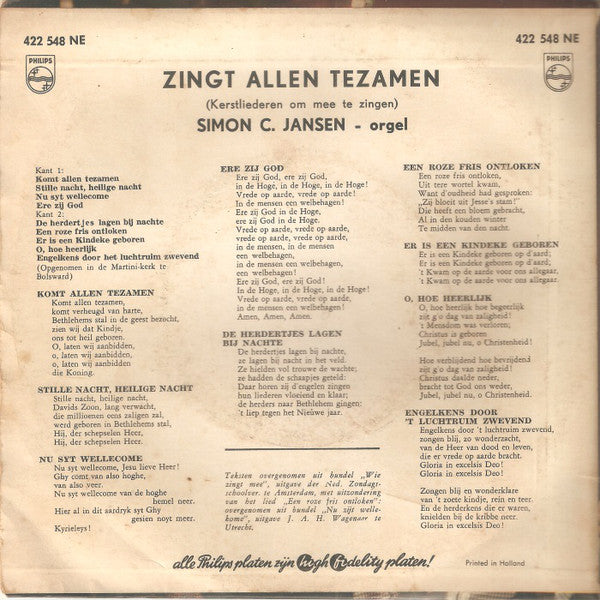 422 548 NE
422 548 NE
PHILIPS
PHILIPS
ZINGT ALLEN TEZAMEN
(Kerstliederen om mee te zingen)
SIMON C. JANSEN - orgel
Kant 1:
Komt allen tezamen
Stille nacht, heilige nacht
Nu syt wellecome
Ere zij God
Kant 2:
De herdertjes lagen bij nachte
Een roze fris ontloken
Er is een Kindeke geboren
O, hoe heerlijk
Engelkens door het luchtruim zwevend
(Opgenomen in de Martini-kerk te
Bolsward)
KOMT ALLEN TEZAMEN
Komt allen tezamen,
komt verheugd van harte,
Bethlehems stal in de geest bezocht,
zien wij dat Kindje,
ons tot heil geboren.
O, laten wij aanbidden,
o, laten wij aanbidden,
o, laten wij aanbidden,
die Koning.
STILLE NACHT, HEILIGE NACHT
Stille nacht, heilige nacht,
Davids Zoon, lang verwacht,
die millioenen eens zaligen zal,
werd geboren in Bethlehems stal,
Hij, der schepselen Heer,
Hij, der schepselen Heer.
NU SYT WELLECOME
Nu syt wellecome, Jesu lieve Heer!
Ghy comt van also hoghe,
van also veer.
Nu syt wellecome van de hoghe
hemel neer.
Hier al in dit aardryk syt Ghy
gesien noyt meer.
Kyrieleys!
ERE ZIJ GOD
Ere zij God, ere zij God,
in de Hoge, in de Hoge, in de Hoge!
Vrede op aarde, vrede op aarde!
In de mensen een welbehagen!
Ere zij God in de Hoge,
ere zij God in de Hoge.
Vrede op aarde, vrede op aarde,
vrede op aarde, vrede op aarde,
in de mensen, in de mensen
een welbehagen,
in de mensen een welbehagen,
een welbehagen!
Ere zij God, ere zij God!
In de Hoge, in de Hoge, in de Hoge!
Vrede op aarde, vrede op aarde,
in de mensen een welbehagen!
Amen, Amen, Amen.
DE HERDERTJES LAGEN
BIJ NACHTE
De herdertjes lagen bij nachte,
ze lagen bij nacht in het veld.
Ze hielden vol trouwe de wachte;
ze hadden de schaapjes geteld:
Daar horen zij d'engelen zingen
hun liederen vloeiend en klaar;
de herders naar Bethlehem gingen:
't liep tegen het Nieuwe jaar.
Teksten overgenomen uit bundel „Wie
zingt mee", uitgave der Ned. Zondags-
schoolver. te Amsterdam, met uitzondering
van het lied „Een roze fris ontloken":
overgenomen uit bundel „Nu zijt welle-
kome", uitgave J. A. H. Wagenaar te
Utrecht.
EEN ROZE FRIS ONTLOKEN
Een roze fris ontloken,
Uit tere wortel kwam,
Want d'oudheid had gesproken:
„Zij bloeit uit Jesse's stam!
Die heeft een bloem gebracht,
Al in den kouden winter
Te midden van den nacht.
ER IS EEN KINDEKE GEBOREN
Er is een Kindeke geboren op d'aard;
er is een Kindeke geboren op d'aard;
't Kwam op de aarde voor ons allegaar,
't Kwam op de aarde voor ons allegaar.
O, HOE HEERLIJK
O, hoe heerlijk hoe begeerlijk
zijt g'o dag van zaligheid!
't Mensdom was verloren;
Christus is geboren
Jubel, jubel nu, o Christenheid!
Hoe verblijdend hoe bevrijdend
zijt g'o dag van zaligheid!
Christus daalde neder,
bracht tot God ons weder,
Jubel, jubel nu, o Christenheid!
ENGELKENS DOOR
'T LUCHTRUIM ZWEVEND
Engelkens door 't luchtruim zwevend,
zongen blij, zo wonderzacht,
van de Heer van dood en leven,
die er vrede op aarde bracht.
Gloria in excelsis Deo!
Gloria in excelsis Deo!
Zongen blij en wonderklare
van 't zoete kindje, rein en teer.
En de herderkens die er waren,
knielden bij de kribbe neer.
Gloria in excelsis Deo!
alle Philips platen zijn high fidelity platen!
Printed in Holland